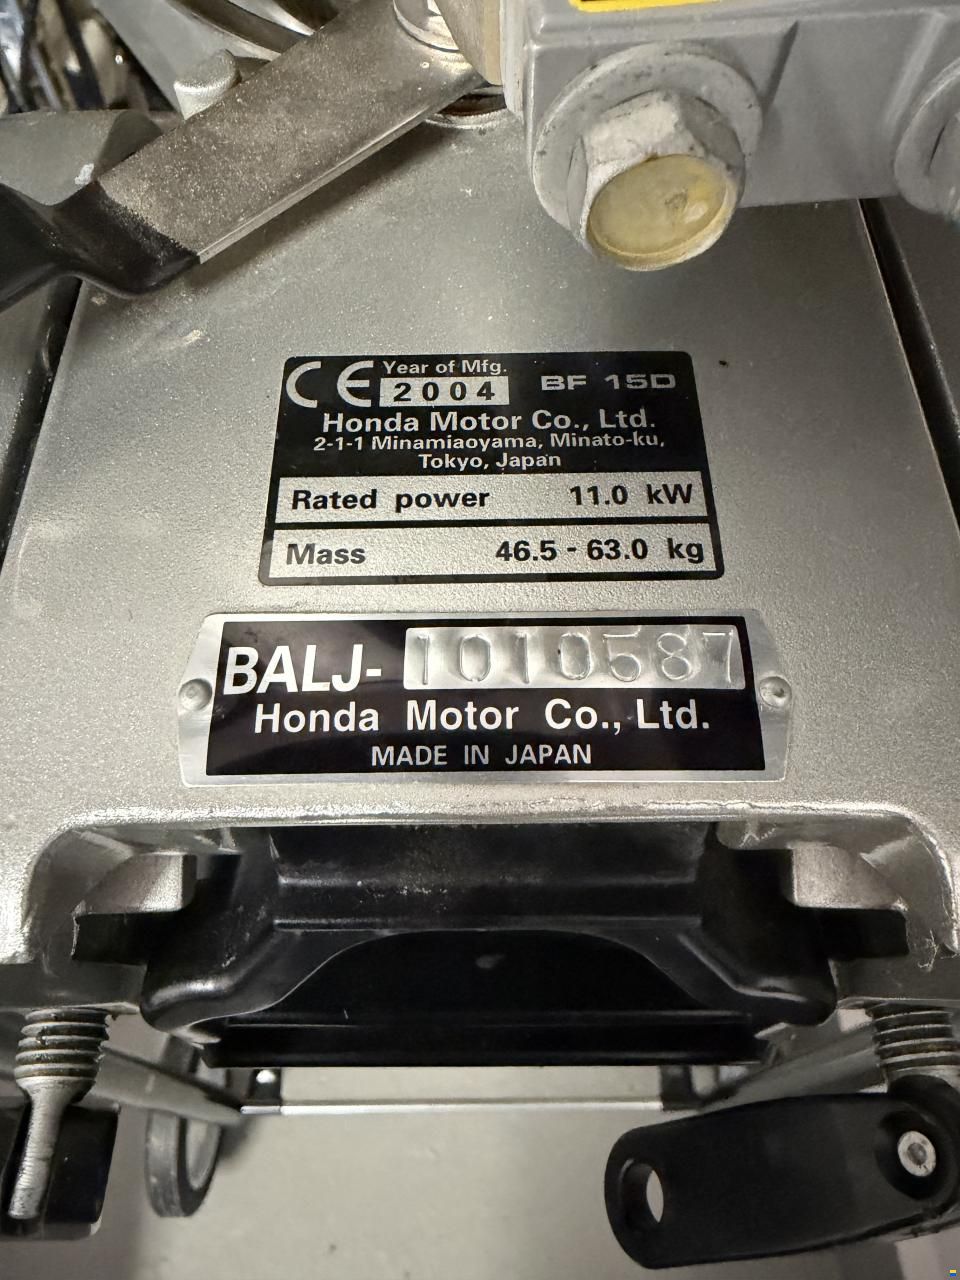 CE Year of Mfg.
2004 BF 15D
Honda Motor Co., Ltd.
2-1-1 Minamiaoyama, Minato-ku,
Tokyo, Japan
Rated power 11.0 kW
Mass 46.5 - 63.0 kg
BALJ- 1010587
Honda Motor Co., Ltd.
MADE IN JAPAN